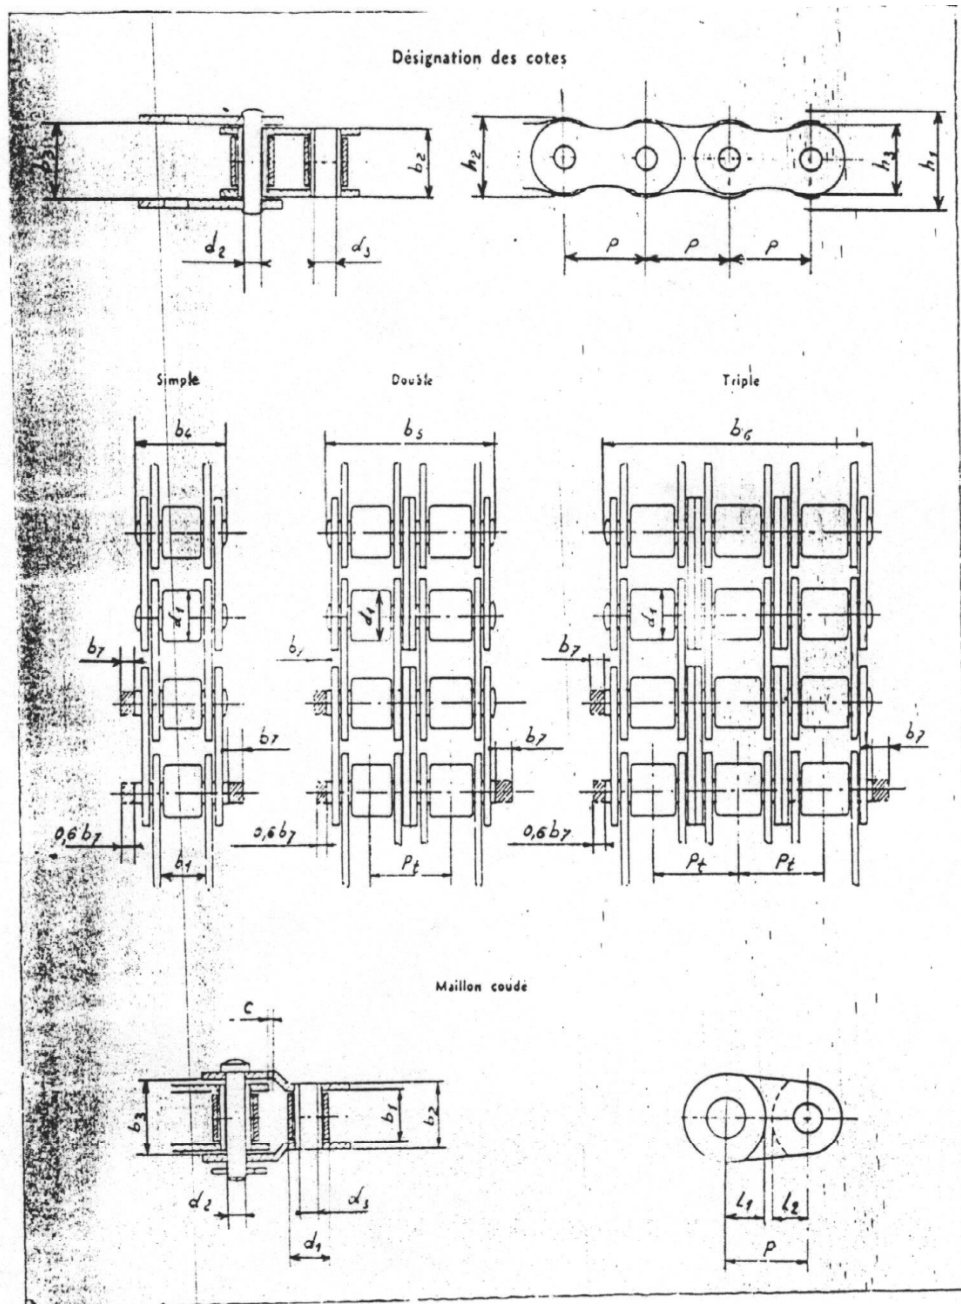 Désignation des cotes
b3
b2
h2
h3
h1
d2
d3
P
P
P
Simple
Double
Triple
b4
b5
b6
d1
d1
d1
b7
b7
b7
b7
b7
0,6 b7
b1
0,6 b7
Pt
0,6 b7
Pt
Pt
Maillon coudé
c
b3
b1
b2
d2
d3
d1
l1
l2
P